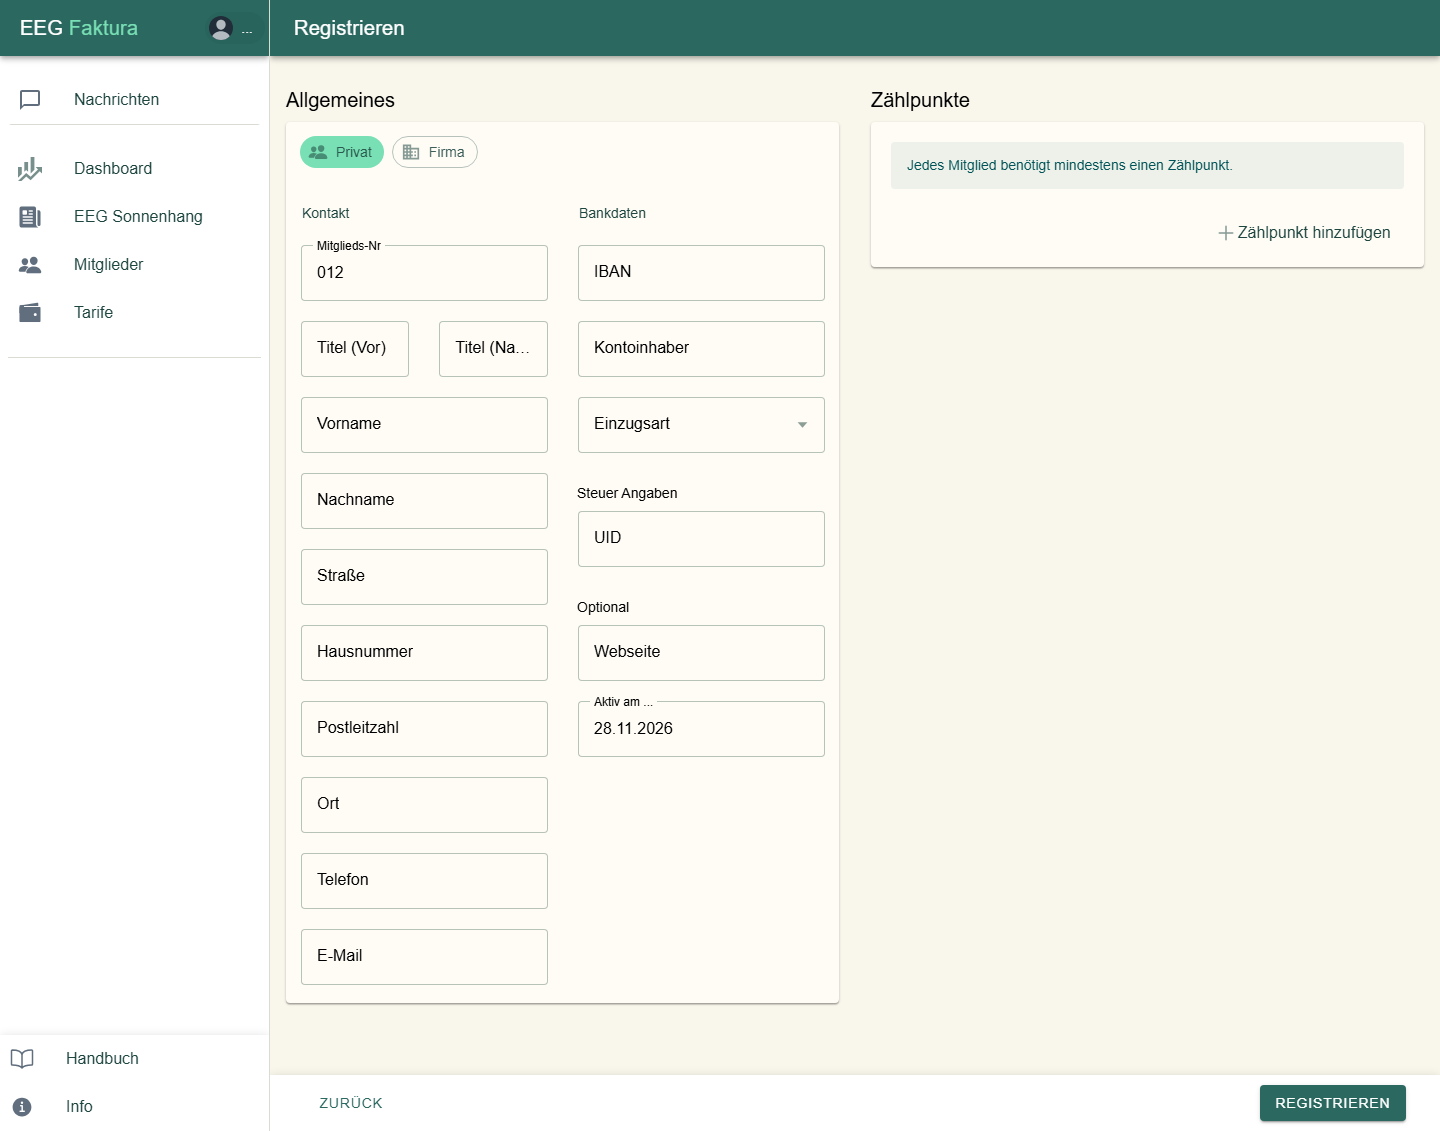 EEG Faktura
...
Registrieren
Nachrichten
Dashboard
EEG Sonnenhang
Mitglieder
Tarife
Handbuch
Info
Allgemeines
Privat
Firma
Kontakt
Mitglieds-Nr
012
Titel (Vor)
Titel (Na...
Vorname
Nachname
Straße
Hausnummer
Postleitzahl
Ort
Telefon
E-Mail
Bankdaten
IBAN
Kontoinhaber
Einzugsart
Steuer Angaben
UID
Optional
Webseite
Aktiv am ...
28.11.2026
Zählpunkte
Jedes Mitglied benötigt mindestens einen Zählpunkt.
Zählpunkt hinzufügen
ZURÜCK
REGISTRIEREN